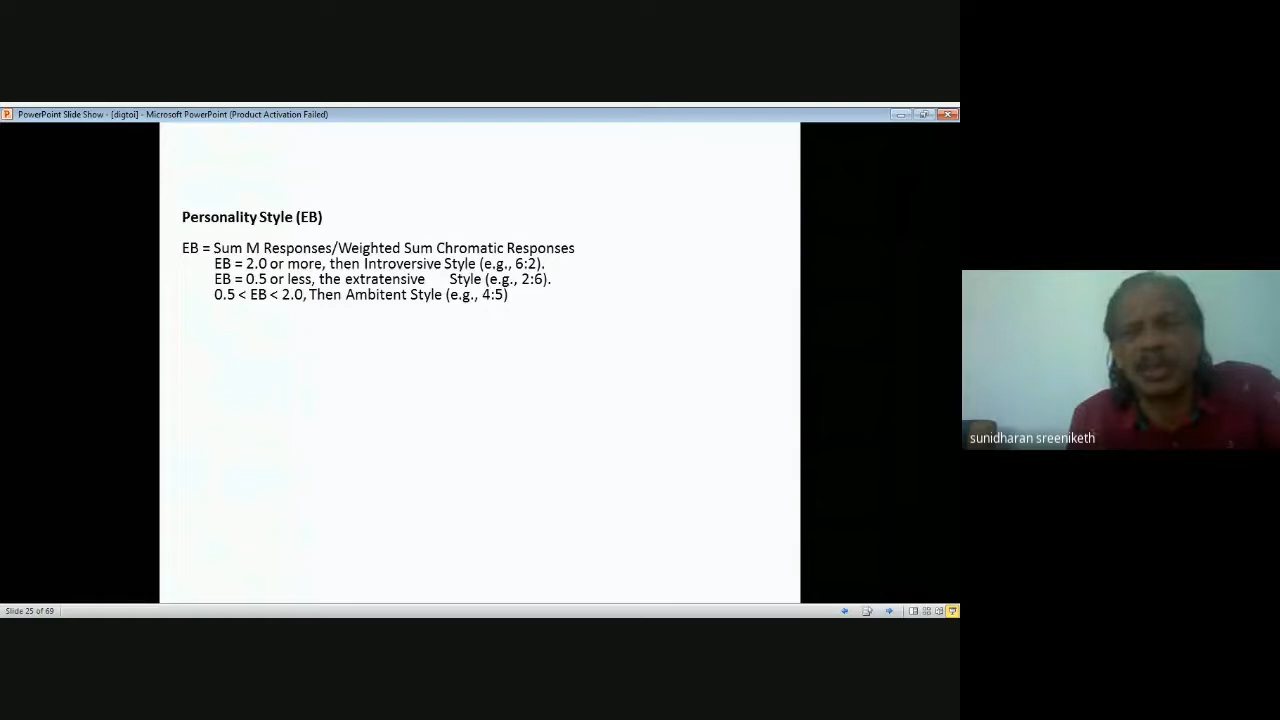 PowerPoint Slide Show - [digtoi] - Microsoft PowerPoint (Product Activation Failed)
Personality Style (EB)
EB = Sum M Responses/Weighted Sum Chromatic Responses
EB = 2.0 or more, then Introversive Style (e.g., 6:2).
EB = 0.5 or less, the extratensive Style (e.g., 2:6).
0.5 < EB < 2.0, Then Ambitent Style (e.g., 4:5)
sunidharan sreeniketh
Slide 25 of 69